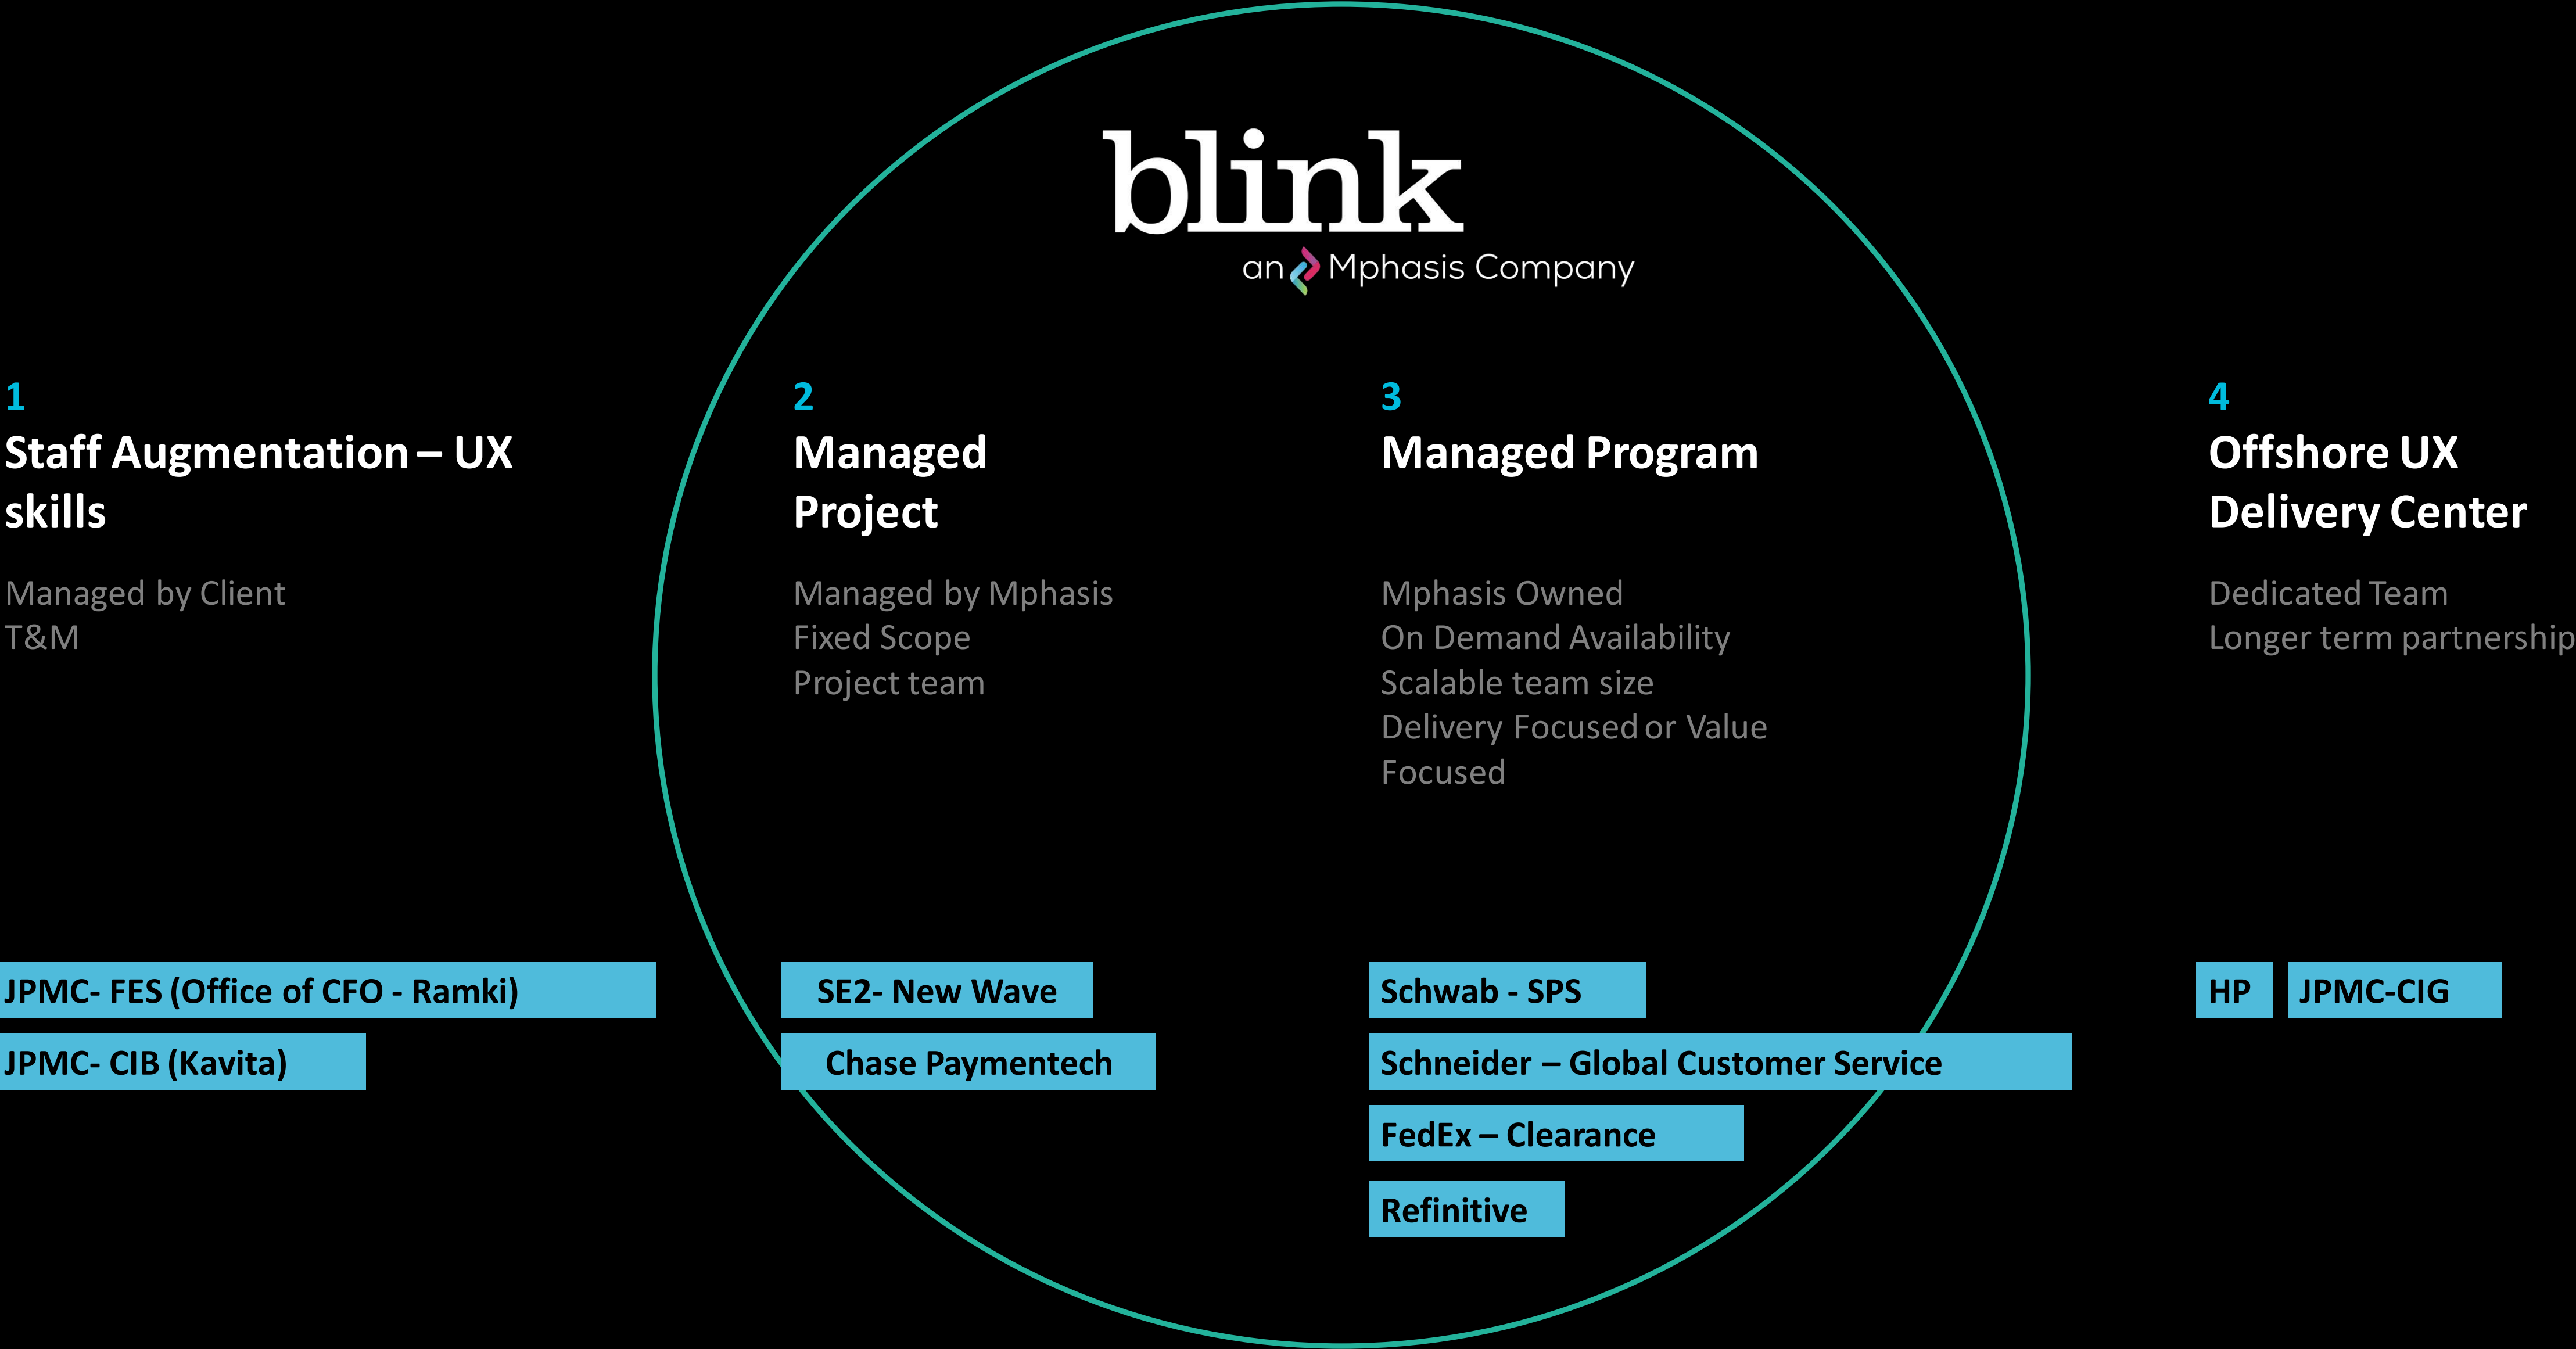 blink
an Mphasis Company
1
Staff Augmentation – UX
skills
Managed by Client
T&M
JPMC- FES (Office of CFO - Ramki)
JPMC- CIB (Kavita)
2
Managed
Project
Managed by Mphasis
Fixed Scope
Project team
SE2- New Wave
Chase Paymentech
3
Managed Program
Mphasis Owned
On Demand Availability
Scalable team size
Delivery Focused or Value
Focused
Schwab - SPS
Schneider – Global Customer Service
FedEx – Clearance
Refinitive
4
Offshore UX
Delivery Center
Dedicated Team
Longer term partnership
HP
JPMC-CIG